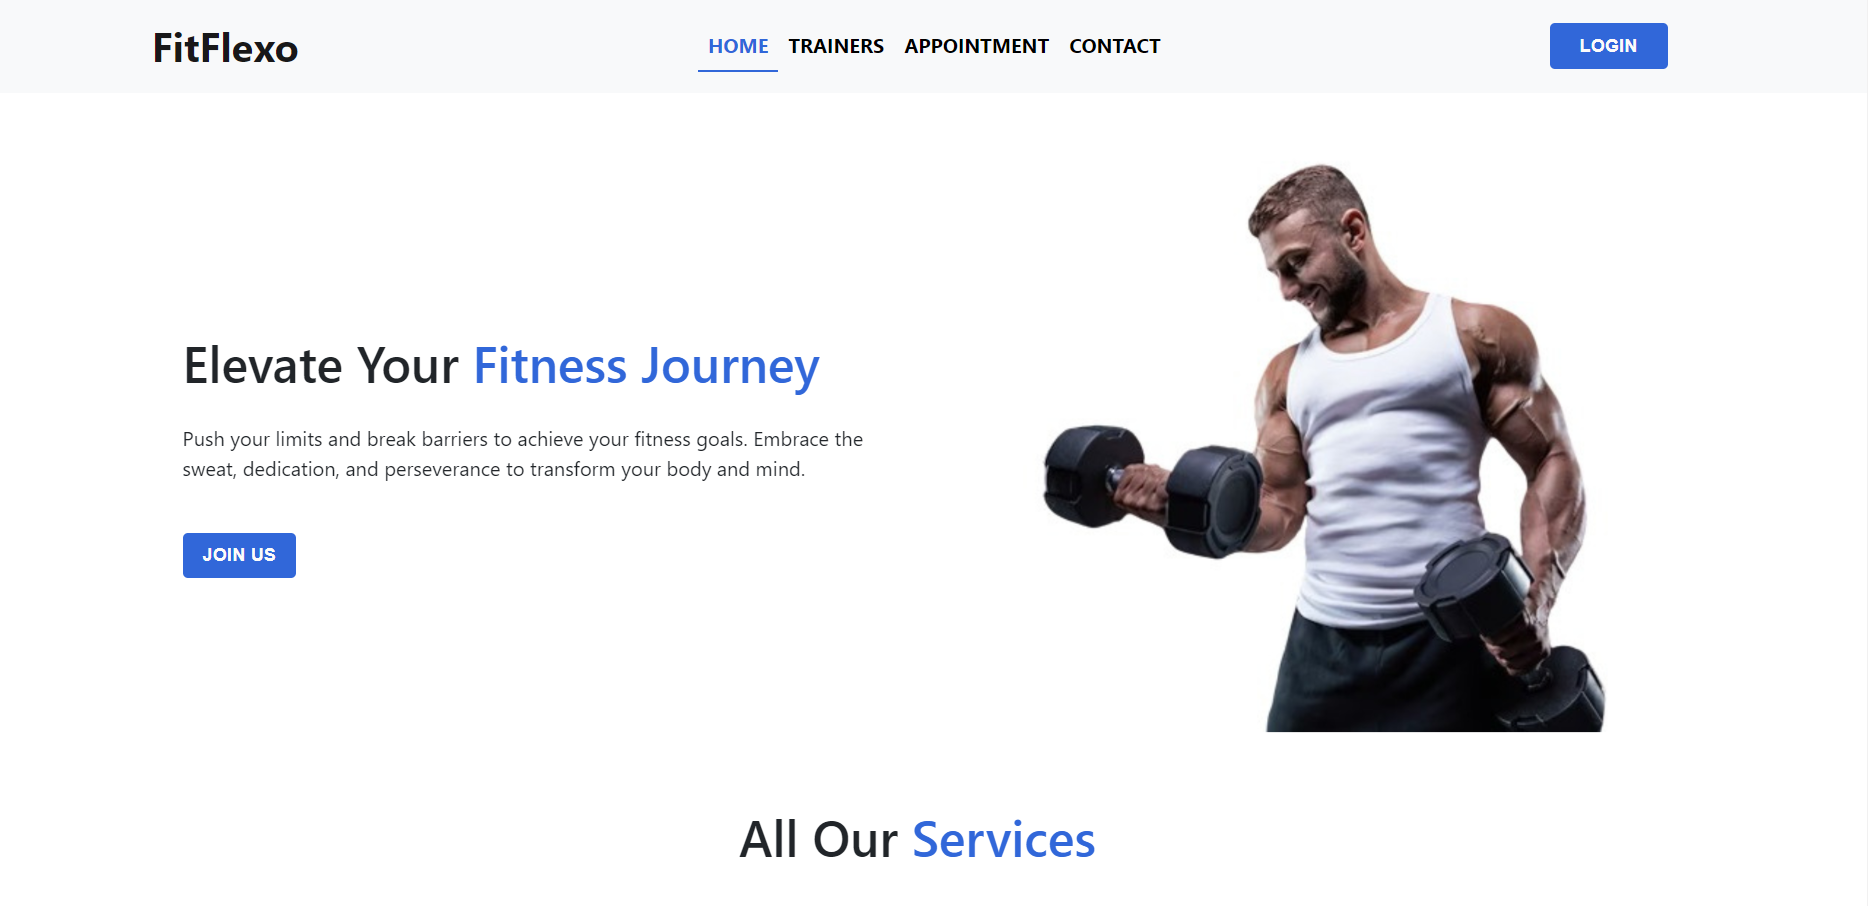 FitFlexo
HOME TRAINERS APPOINTMENT CONTACT
LOGIN
Elevate Your Fitness Journey
Push your limits and break barriers to achieve your fitness goals. Embrace the
sweat, dedication, and perseverance to transform your body and mind.
JOIN US
All Our Services